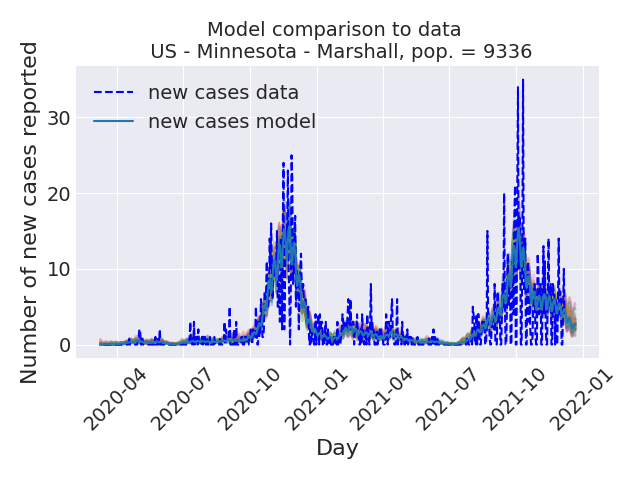 Model comparison to data
US - Minnesota - Marshall, pop. = 9336
Number of new cases reported
new cases data
new cases model
30
20
10
0
2020-04
2020-07
2020-10
2021-01
2021-04
2021-07
2021-10
2022-01
Day